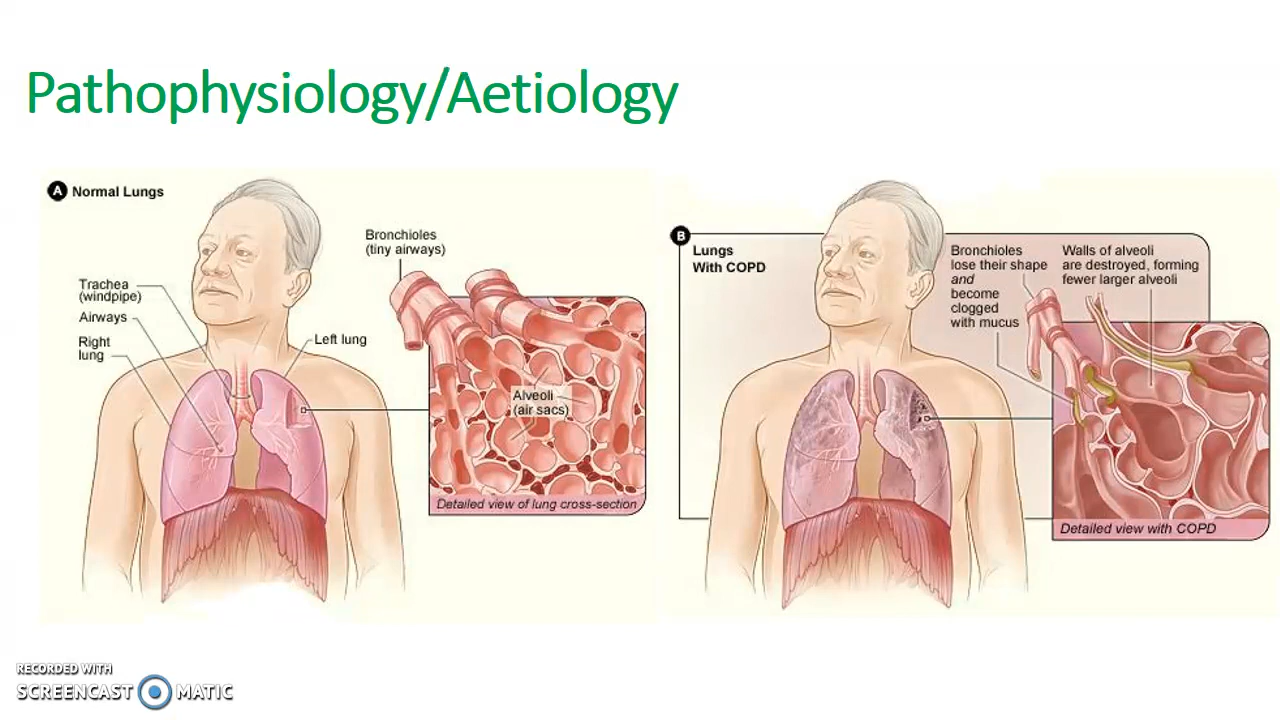 Pathophysiology/Aetiology
A Normal Lungs
Bronchioles
(tiny airways)
Trachea
(windpipe)
Airways
Right
lung
Left lung
Alveoli
(air sacs)
Detailed view of lung cross-section
B
Lungs
With COPD
Bronchioles
lose their shape
and
become
clogged
with mucus
Walls of alveoli
are destroyed, forming
fewer larger alveoli
Detailed view with COPD
RECORDED WITH
SCREENCAST MATIC